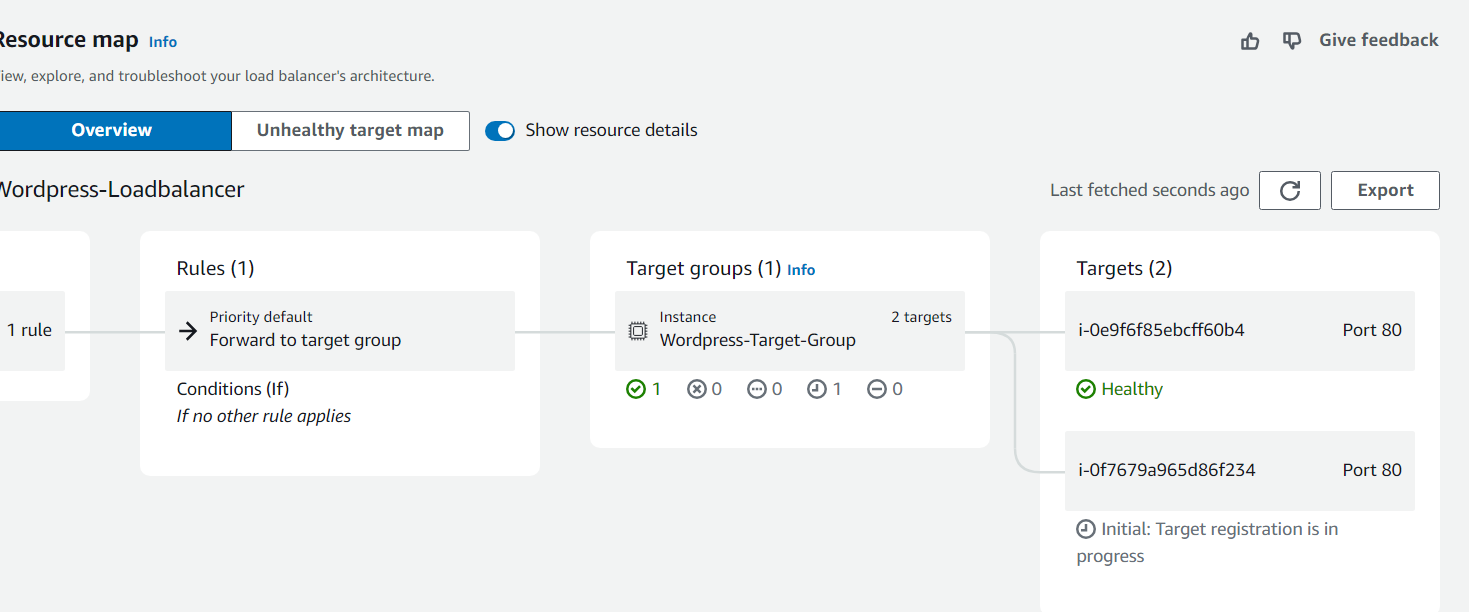 Resource map Info
Give feedback
View, explore, and troubleshoot your load balancer's architecture.
Overview
Unhealthy target map
Show resource details
Wordpress-Loadbalancer
Last fetched seconds ago
Export
1 rule
Rules (1)
Priority default
Forward to target group
Conditions (If)
If no other rule applies
Target groups (1) Info
Instance
2 targets
Wordpress-Target-Group
1 0 0 1 0
Targets (2)
i-0e9f6f85ebcff60b4 Port 80
Healthy
i-0f7679a965d86f234 Port 80
Initial: Target registration is in
progress